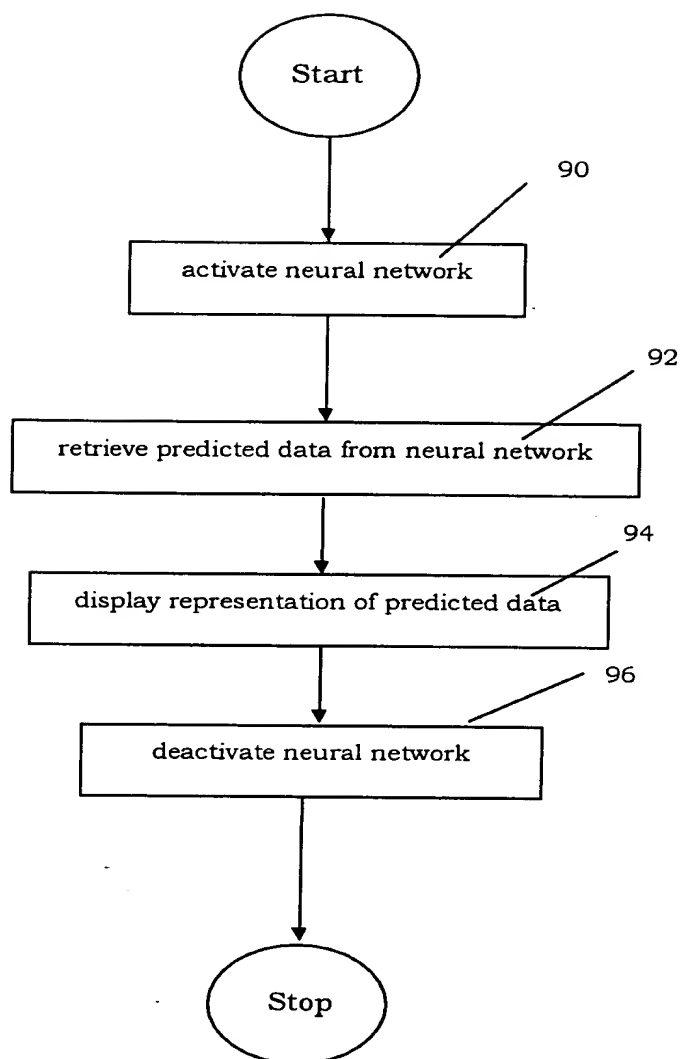 Start
90
activate neural network
92
retrieve predicted data from neural network
94
display representation of predicted data
96
deactivate neural network
Stop